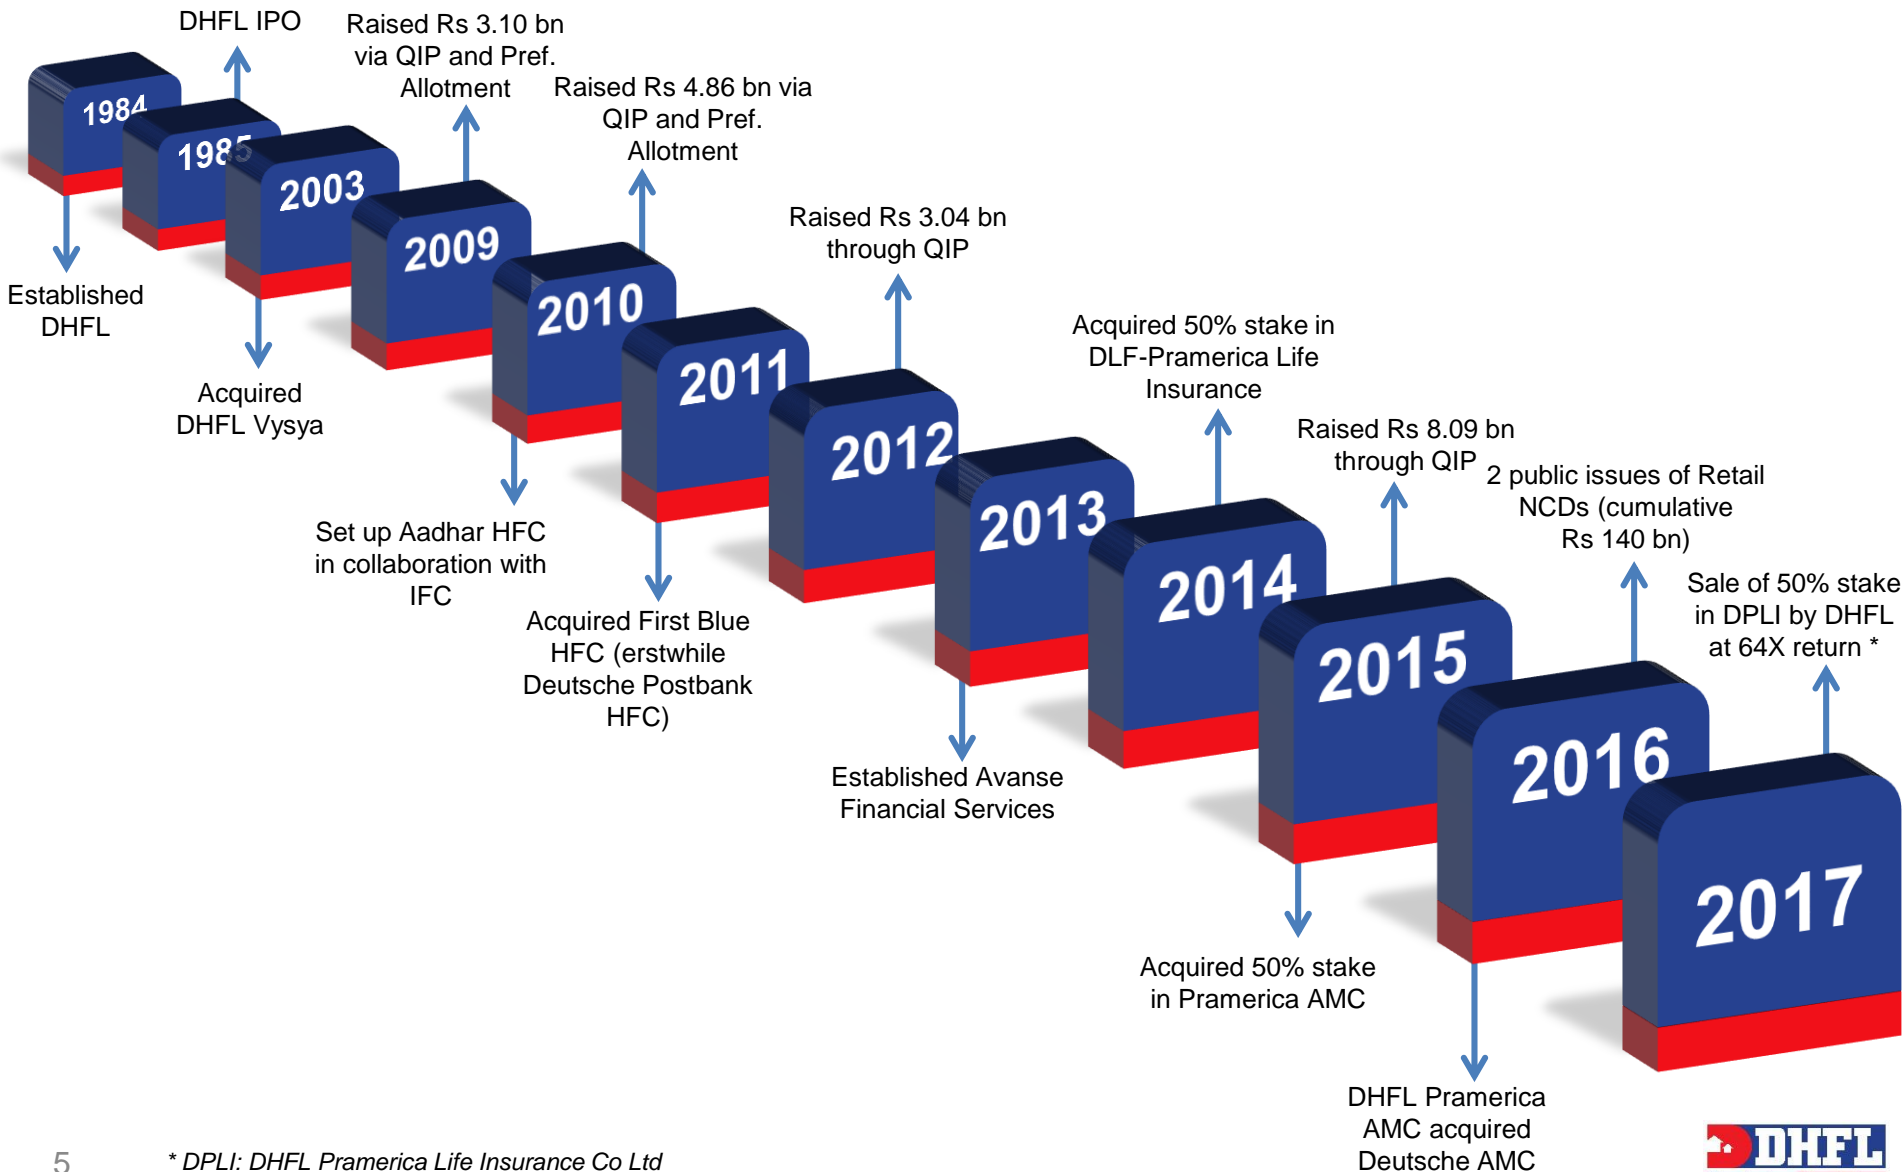 DHFL IPO
Raised Rs 3.10 bn
via QIP and Pref.
Allotment
Raised Rs 4.86 bn via
QIP and Pref.
Allotment
1984
1985
2003
Raised Rs 3.04 bn
through QIP
2009
Established
DHFL
2010
Acquired 50% stake in
DLF-Pramerica Life
Insurance
Acquired
DHFL Vysya
2011
2012
Raised Rs 8.09 bn
through QIP
2 public issues of Retail
NCDs (cumulative
Rs 140 bn)
Set up Aadhar HFC
in collaboration with
IFC
2013
2014
Sale of 50% stake
in DPLI by DHFL
at 64X return *
Acquired First Blue
HFC (erstwhile
Deutsche Postbank
HFC)
2015
Established Avanse
Financial Services
2016
2017
Acquired 50% stake
in Pramerica AMC
DHFL Pramerica
AMC acquired
Deutsche AMC
5
* DPLI: DHFL Pramerica Life Insurance Co Ltd
DHFL